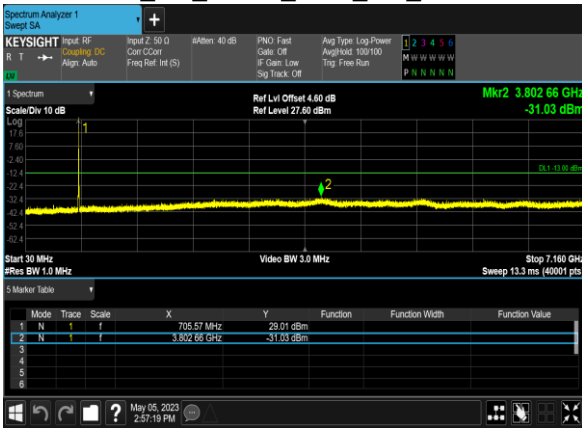 Spectrum Analyzer 1
Swept SA
+
KEYSIGHT Input: RF Input Z: 50 Ω #Atten: 40 dB PNO: Fast Avg Type: Log-Power 1 2 3 4 5 6
R T Coupling: DC Corr CCorr Gate: Off Avg|Hold: 100/100 M W W W W W
Align: Auto Freq Ref: Int (S) IF Gain: Low Trig: Free Run
Sig Track: Off P N N N N N
LU
1 Spectrum Ref Lvl Offset 4.60 dB Mkr2 3.802 66 GHz
Scale/Div 10 dB Ref Level 27.60 dBm -31.03 dBm
Log
17.6
7.60
-2.40
-12.4 DL1 -13.00 dBm
-22.4
-32.4
-42.4
-52.4
-62.4
1
2
Start 30 MHz Video BW 3.0 MHz Stop 7.160 GHz
#Res BW 1.0 MHz Sweep 13.3 ms (40001 pts
5 Marker Table
Mode Trace Scale X Y Function Function Width Function Value
1 N 1 f 705.57 MHz 29.01 dBm
2 N 1 f 3.802 66 GHz -31.03 dBm
3
4
5
6
? May 05, 2023
2:57:19 PM